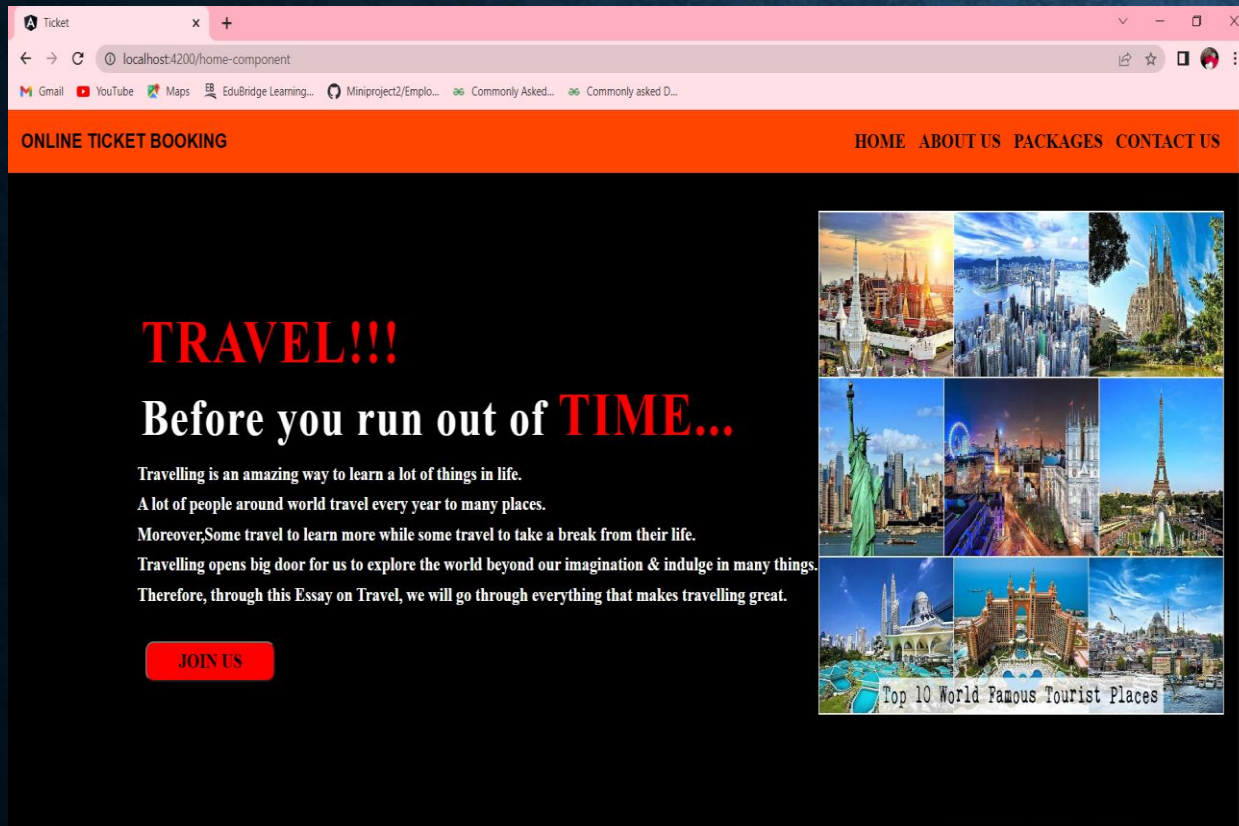 Ticket
localhost:4200/home-component
Gmail YouTube Maps EB EduBridge Learning... Miniproject2/Emplo... Commonly Asked... Commonly asked D...
ONLINE TICKET BOOKING HOME ABOUT US PACKAGES CONTACT US
TRAVEL!!!
Before you run out of TIME...
Travelling is an amazing way to learn a lot of things in life.
A lot of people around world travel every year to many places.
Moreover,Some travel to learn more while some travel to take a break from their life.
Travelling opens big door for us to explore the world beyond our imagination & indulge in many things.
Therefore, through this Essay on Travel, we will go through everything that makes travelling great.
JOIN US
Top 10 World Famous Tourist Places